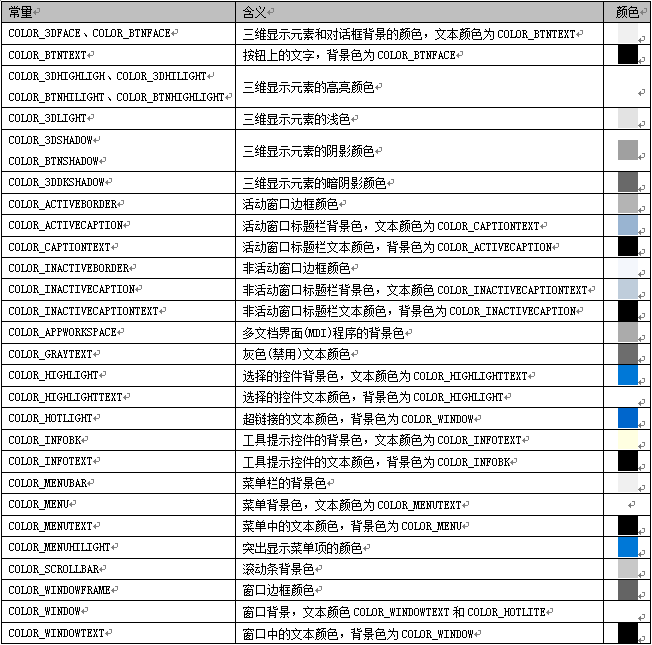 常量 含义 颜色
COLOR_3DFACE、COLOR_BTNFACE 三维显示元素和对话框背景的颜色，文本颜色为 COLOR_BTNTEXT
COLOR_BTNTEXT 按钮上的文字，背景色为 COLOR_BTNFACE
COLOR_3DHIGHLIGH、COLOR_3DHILIGHT
COLOR_BTNHILIGHT、COLOR_BTNHIGHLIGHT
三维显示元素的高亮颜色
COLOR_3DLIGHT 三维显示元素的浅色
COLOR_3DSHADOW
COLOR_BTNSHADOW
三维显示元素的阴影颜色
COLOR_3DDKSHADOW 三维显示元素的暗阴影颜色
COLOR_ACTIVEBORDER 活动窗口边框颜色
COLOR_ACTIVECAPTION 活动窗口标题栏背景色，文本颜色为 COLOR_CAPTIONTEXT
COLOR_CAPTIONTEXT 活动窗口标题栏文本颜色，背景色为 COLOR_ACTIVECAPTION
COLOR_INACTIVEBORDER 非活动窗口边框颜色
COLOR_INACTIVECAPTION 非活动窗口标题栏背景色，文本颜色 COLOR_INACTIVECAPTIONTEXT
COLOR_INACTIVECAPTIONTEXT 非活动窗口标题栏文本颜色，背景色为 COLOR_INACTIVECAPTION
COLOR_APPWORKSPACE 多文档界面(MDI)程序的背景色
COLOR_GRAYTEXT 灰色(禁用)文本颜色
COLOR_HIGHLIGHT 选择的控件背景色，文本颜色为 COLOR_HIGHLIGHTTEXT
COLOR_HIGHLIGHTTEXT 选择的控件文本颜色，背景色为 COLOR_HIGHLIGHT
COLOR_HOTLIGHT 超链接的文本颜色，背景色为 COLOR_WINDOW
COLOR_INFOBK 工具提示控件的背景色，文本颜色为 COLOR_INFOTEXT
COLOR_INFOTEXT 工具提示控件的文本颜色，背景色为 COLOR_INFOBK
COLOR_MENUBAR 菜单栏的背景色
COLOR_MENU 菜单背景色，文本颜色为 COLOR_MENUTEXT
COLOR_MENUTEXT 菜单中的文本颜色，背景色为 COLOR_MENU
COLOR_MENUHILIGHT 突出显示菜单项的颜色
COLOR_SCROLLBAR 滚动条背景色
COLOR_WINDOWFRAME 窗口边框颜色
COLOR_WINDOW 窗口背景，文本颜色 COLOR_WINDOWTEXT 和 COLOR_HOTLITE
COLOR_WINDOWTEXT 窗口中的文本颜色，背景色为 COLOR_WINDOW